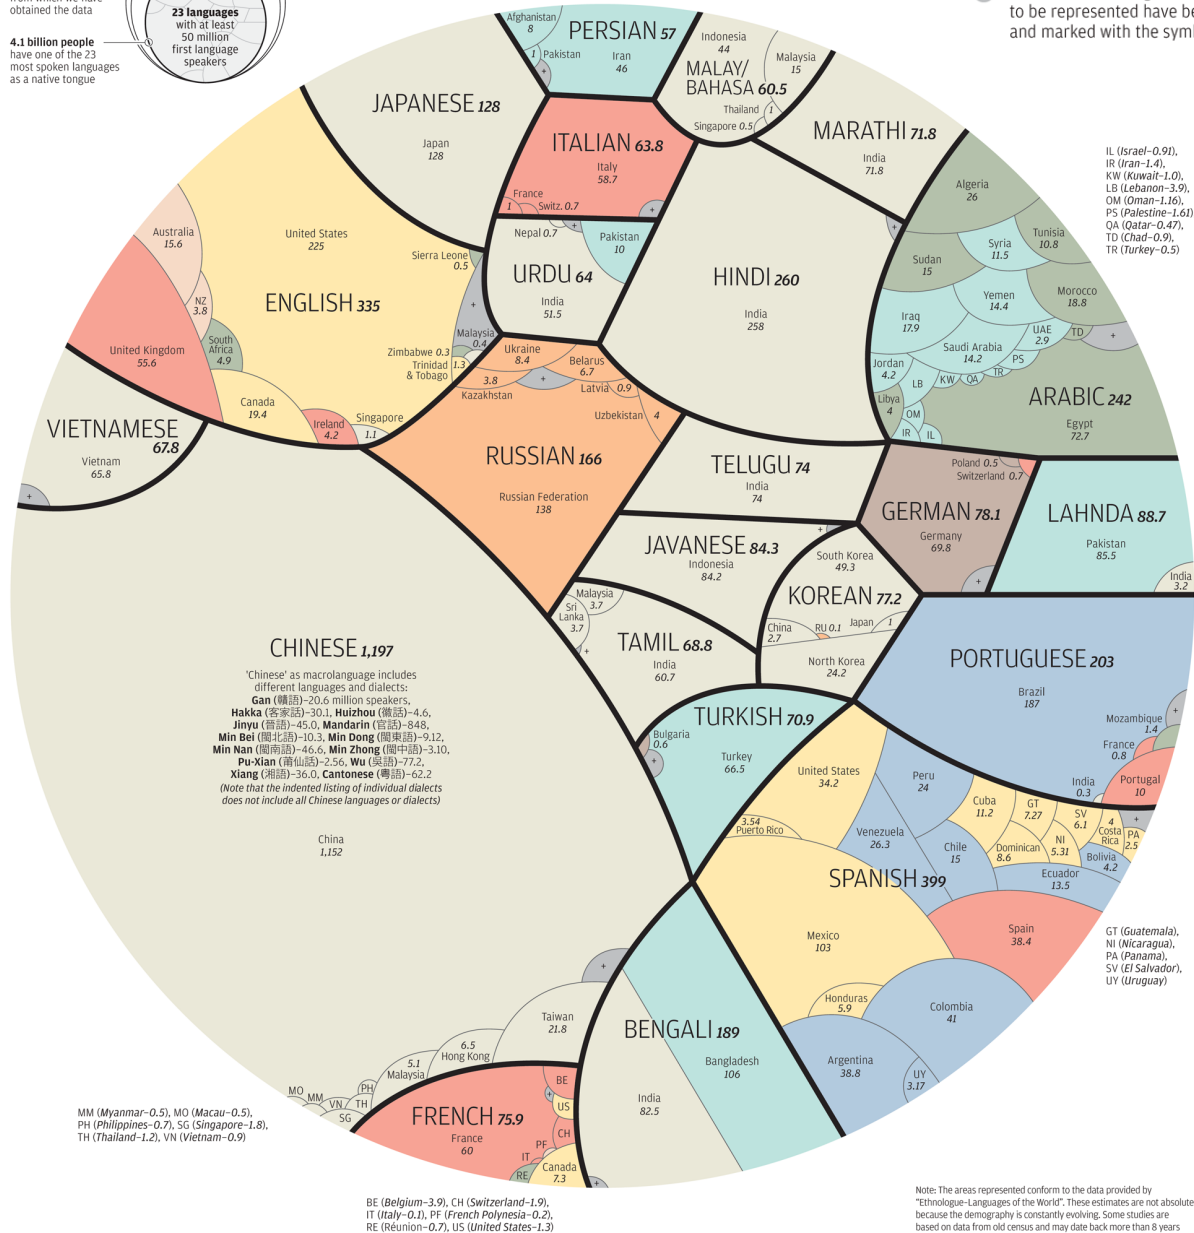 from which we have
obtained the data
4.1 billion people
have one of the 23
most spoken languages
as a native tongue
23 languages
with at least
50 million
first language
speakers
to be represented have be
and marked with the sym
Afghanistan
8
1 Pakistan
+
PERSIAN 57
Iran
46
Indonesia
44
MALAY/
BAHASA 60.5
Malaysia
15
Thailand
1
Singapore 0.5
JAPANESE 128
Japan
128
ITALIAN 63.8
Italy
58.7
France
1
Switz. 0.7
+
MARATHI 71.8
India
71.8
+
IL (Israel–0.91),
IR (Iran–1.4),
KW (Kuwait–1.0),
LB (Lebanon–3.9),
OM (Oman–1.16),
PS (Palestine–1.61)
QA (Qatar–0.47),
TD (Chad–0.9),
TR (Turkey–0.5)
Australia
15.6
United States
225
Sierra Leone
0.5
ENGLISH 335
NZ
3.8
+
Malaysia
0.4
South
Africa
4.9
United Kingdom
55.6
Zimbabwe 0.3
Trinidad
& Tobago
1.3
Canada
19.4
Ireland
4.2
Singapore
1.1
Nepal 0.7
+
Pakistan
10
URDU 64
India
51.5
HINDI 260
India
258
Algeria
26
Tunisia
10.8
Syria
11.5
Sudan
15
Yemen
14.4
Morocco
18.8
Iraq
17.9
UAE
2.9
TD
+
Saudi Arabia
14.2
PS
TR
QA
KW
LB
Jordan
4.2
Libya
4
OM
IR
IL
ARABIC 242
Egypt
72.7
VIETNAMESE
67.8
Vietnam
65.8
+
Ukraine
8.4
Belarus
6.7
3.8
Kazakhstan
+
Latvia
0.9
Uzbekistan
4
RUSSIAN 166
Russian Federation
138
TELUGU 74
India
74
Poland 0.5
Switzerland 0.7
GERMAN 78.1
Germany
69.8
+
LAHNDA 88.7
Pakistan
85.5
India
3.2
JAVANESE 84.3
Indonesia
84.2
+
South Korea
49.3
KOREAN 77.2
China
2.7
RU 0.1
Japan
1
North Korea
24.2
Malaysia
3.7
Sri
Lanka
3.7
+
TAMIL 68.8
India
60.7
CHINESE 1,197
'Chinese' as macrolanguage includes
different languages and dialects:
Gan (贛語)–20.6 million speakers,
Hakka (客家話)–30.1, Huizhou (徽話)–4.6,
Jinyu (晉語)–45.0, Mandarin (官話)–848,
Min Bei (閩北語)–10.3, Min Dong (閩東語)–9.12,
Min Nan (閩南語)–46.6, Min Zhong (閩中語)–3.10,
Pu-Xian (莆仙話)–2.56, Wu (吳語)–77.2,
Xiang (湘語)–36.0, Cantonese (粵語)–62.2
(Note that the indented listing of individual dialects
does not include all Chinese languages or dialects)
China
1,152
+
Taiwan
21.8
6.5
Hong Kong
5.1
Malaysia
PH
TH
VN
SG
MM
MO
PORTUGUESE 203
Brazil
187
+
Mozambique
1.4
France
0.8
India
0.3
Portugal
10
TURKISH 70.9
Bulgaria
0.6
+
Turkey
66.5
United States
34.2
3.54
Puerto Rico
Peru
24
Venezuela
26.3
Cuba
11.2
GT
7.27
SV
6.1
4
Costa
Rica
+
PA
2.5
Chile
15
Dominican
8.6
NI
5.31
Bolivia
4.2
Ecuador
13.5
SPANISH 399
Mexico
103
Spain
38.4
Honduras
5.9
Colombia
41
Argentina
38.8
UY
3.17
GT (Guatemala),
NI (Nicaragua),
PA (Panama),
SV (El Salvador),
UY (Uruguay)
BENGALI 189
India
82.5
Bangladesh
106
+
BE
+
US
FRENCH 75.9
France
60
CH
PF
IT
RE
Canada
7.3
MM (Myanmar–0.5), MO (Macau–0.5),
PH (Philippines–0.7), SG (Singapore–1.8),
TH (Thailand–1.2), VN (Vietnam–0.9)
BE (Belgium–3.9), CH (Switzerland–1.9),
IT (Italy–0.1), PF (French Polynesia–0.2),
RE (Réunion–0.7), US (United States–1.3)
Note: The areas represented conform to the data provided by
“Ethnologue-Languages of the World”. These estimates are not absolute
because the demography is constantly evolving. Some studies are
based on data from old census and may date back more than 8 years